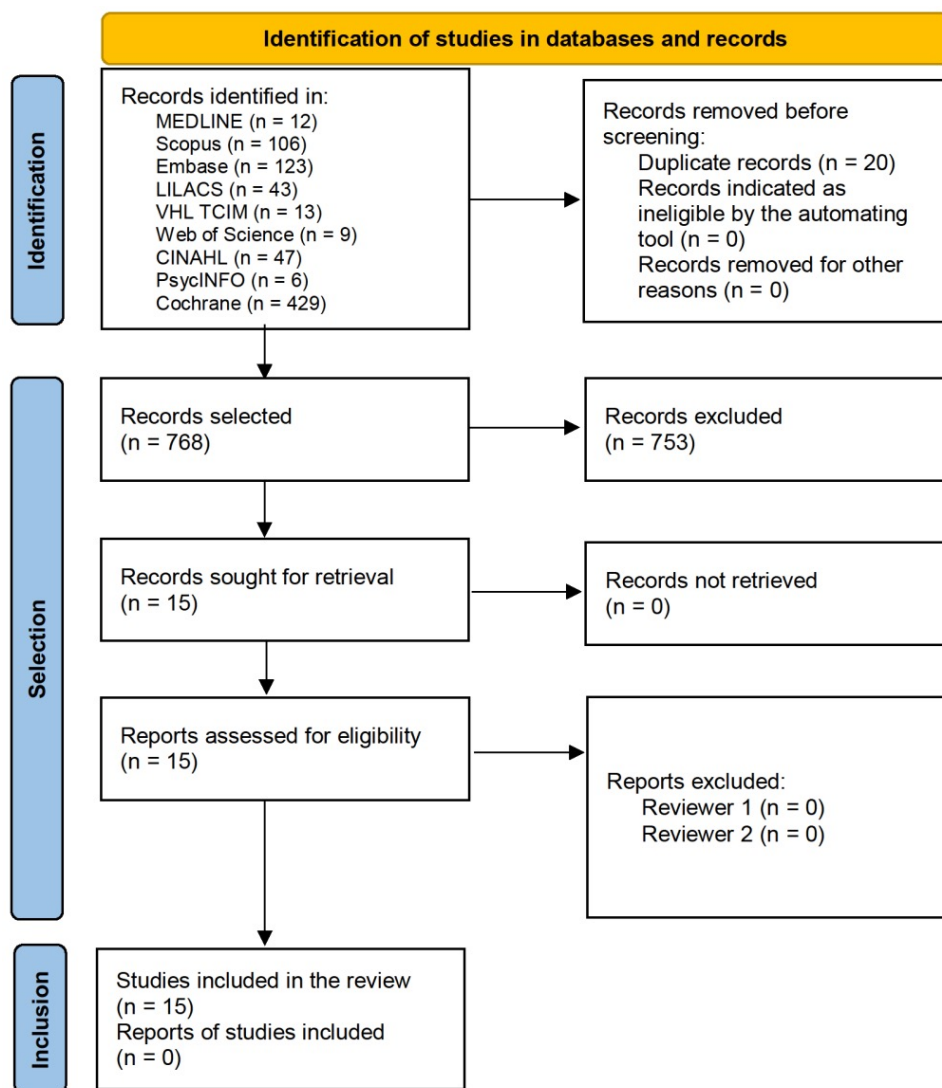 Identification of studies in databases and records
Identification
Records identified in:
MEDLINE (n = 12)
Scopus (n = 106)
Embase (n = 123)
LILACS (n = 43)
VHL TCIM (n = 13)
Web of Science (n = 9)
CINAHL (n = 47)
PsycINFO (n = 6)
Cochrane (n = 429)
Records removed before
screening:
Duplicate records (n = 20)
Records indicated as
ineligible by the automating
tool (n = 0)
Records removed for other
reasons (n = 0)
Selection
Records selected
(n = 768)
Records excluded
(n = 753)
Records sought for retrieval
(n = 15)
Records not retrieved
(n = 0)
Reports assessed for eligibility
(n = 15)
Reports excluded:
Reviewer 1 (n = 0)
Reviewer 2 (n = 0)
Inclusion
Studies included in the review
(n = 15)
Reports of studies included
(n = 0)